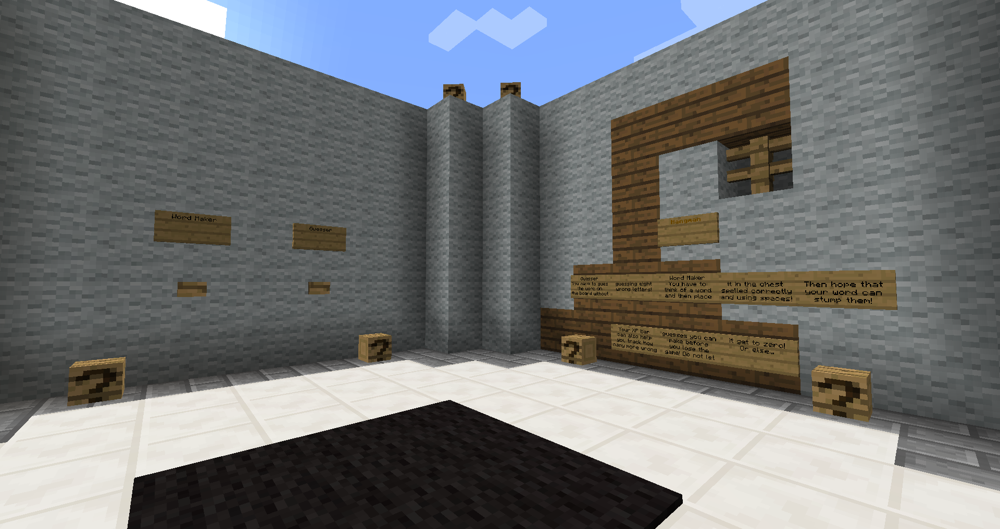 Word Maker
Guesser
Hangman
Guesser
You have to gues
the word on
the board without
guessing eight
wrong letters!
Word Maker
You have to
think of a word
and then place
it in the chest
spelled correctly
and using spaces!
Then hope that
your word can
stump them!
Your XP bar
can also help
you track how
many more wrong
guesses you can
make before
you lose the
game! Do not let
it get to zero!
Or else...
?
?
?
?
?
?